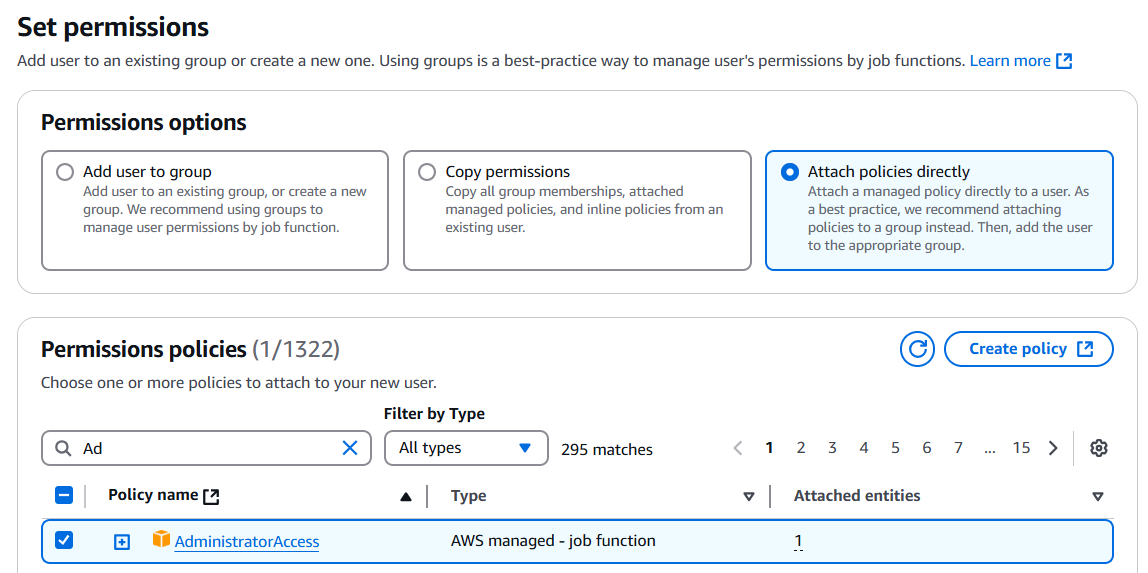 Set permissions
Add user to an existing group or create a new one. Using groups is a best-practice way to manage user's permissions by job functions. Learn more
Permissions options
Add user to group
Add user to an existing group, or create a new
group. We recommend using groups to
manage user permissions by job function.
Copy permissions
Copy all group memberships, attached
managed policies, and inline policies from an
existing user.
Attach policies directly
Attach a managed policy directly to a user. As
a best practice, we recommend attaching
policies to a group instead. Then, add the user
to the appropriate group.
Permissions policies (1/1322)
Create policy
Choose one or more policies to attach to your new user.
Filter by Type
Ad
All types
295 matches
1 2 3 4 5 6 7 ... 15
Policy name Type Attached entities
AdministratorAccess AWS managed - job function 1